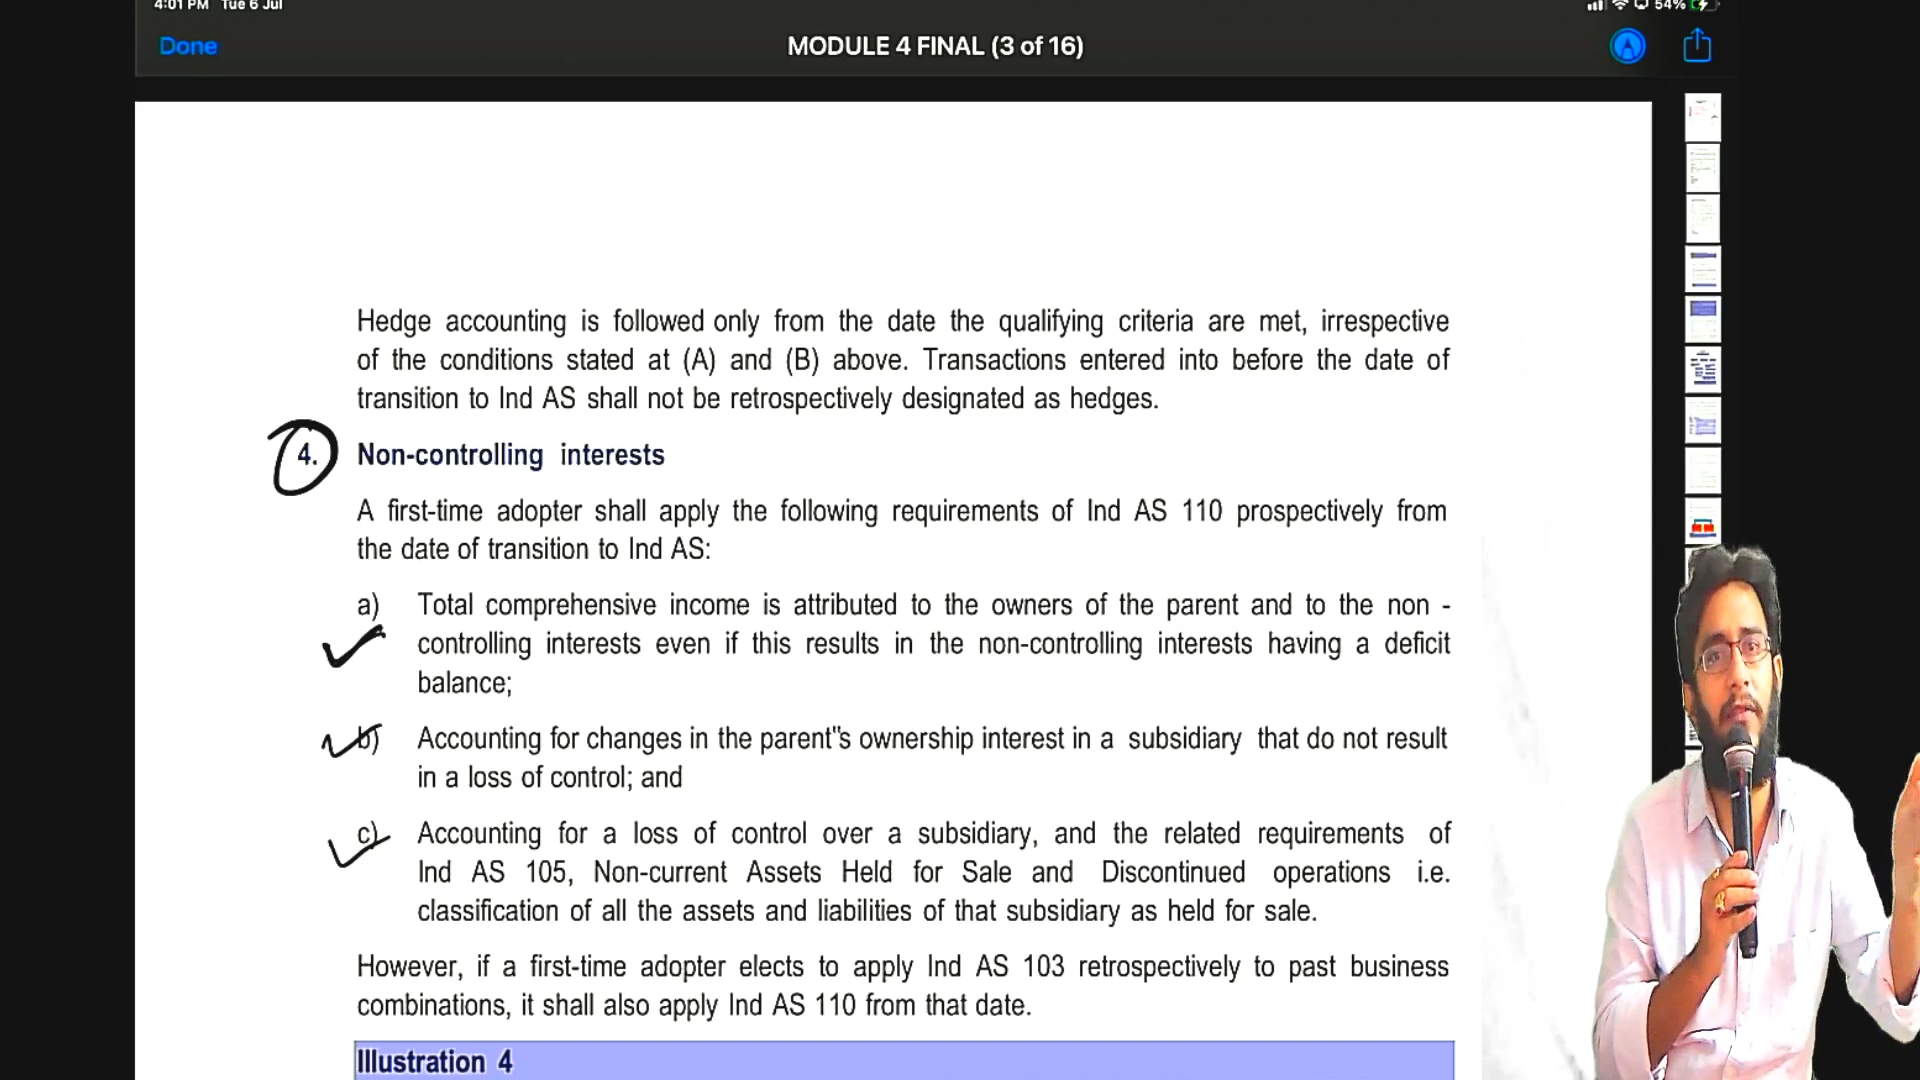 4:01 PM Tue 6 Jul
54%
Done
MODULE 4 FINAL (3 of 16)
Hedge accounting is followed only from the date the qualifying criteria are met, irrespective
of the conditions stated at (A) and (B) above. Transactions entered into before the date of
transition to Ind AS shall not be retrospectively designated as hedges.
4. Non-controlling interests
A first-time adopter shall apply the following requirements of Ind AS 110 prospectively from
the date of transition to Ind AS:
a) Total comprehensive income is attributed to the owners of the parent and to the non -
controlling interests even if this results in the non-controlling interests having a deficit
balance;
b) Accounting for changes in the parent"s ownership interest in a subsidiary that do not result
in a loss of control; and
c) Accounting for a loss of control over a subsidiary, and the related requirements of
Ind AS 105, Non-current Assets Held for Sale and Discontinued operations i.e.
classification of all the assets and liabilities of that subsidiary as held for sale.
However, if a first-time adopter elects to apply Ind AS 103 retrospectively to past business
combinations, it shall also apply Ind AS 110 from that date.
Illustration 4